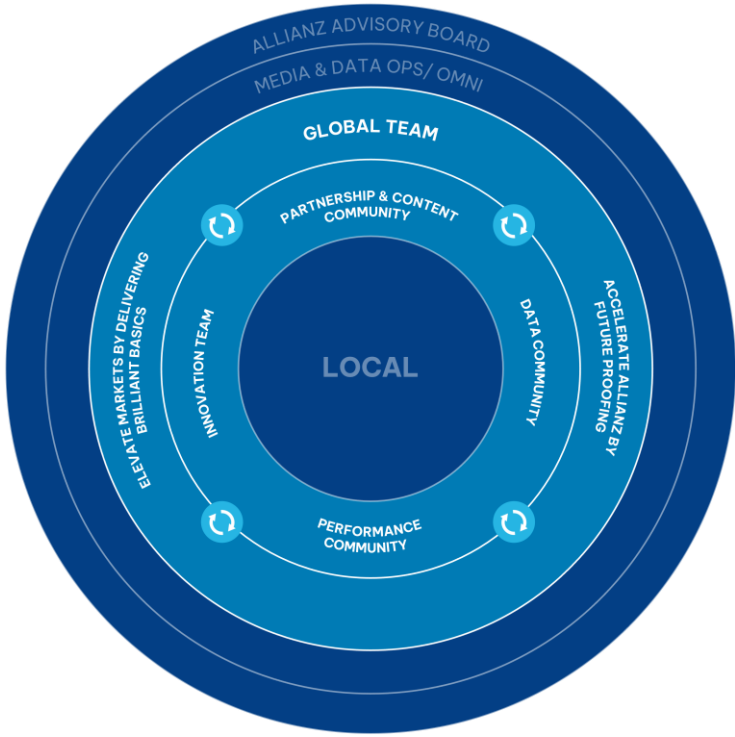 ALLIANZ ADVISORY BOARD
MEDIA & DATA OPS/ OMNI
GLOBAL TEAM
PARTNERSHIP & CONTENT
COMMUNITY
ELEVATE MARKETS BY DELIVERING
BRILLIANT BASICS
INNOVATION TEAM
LOCAL
DATA COMMUNITY
ACCELERATE ALLIANZ BY
FUTURE PROOFING
PERFORMANCE
COMMUNITY